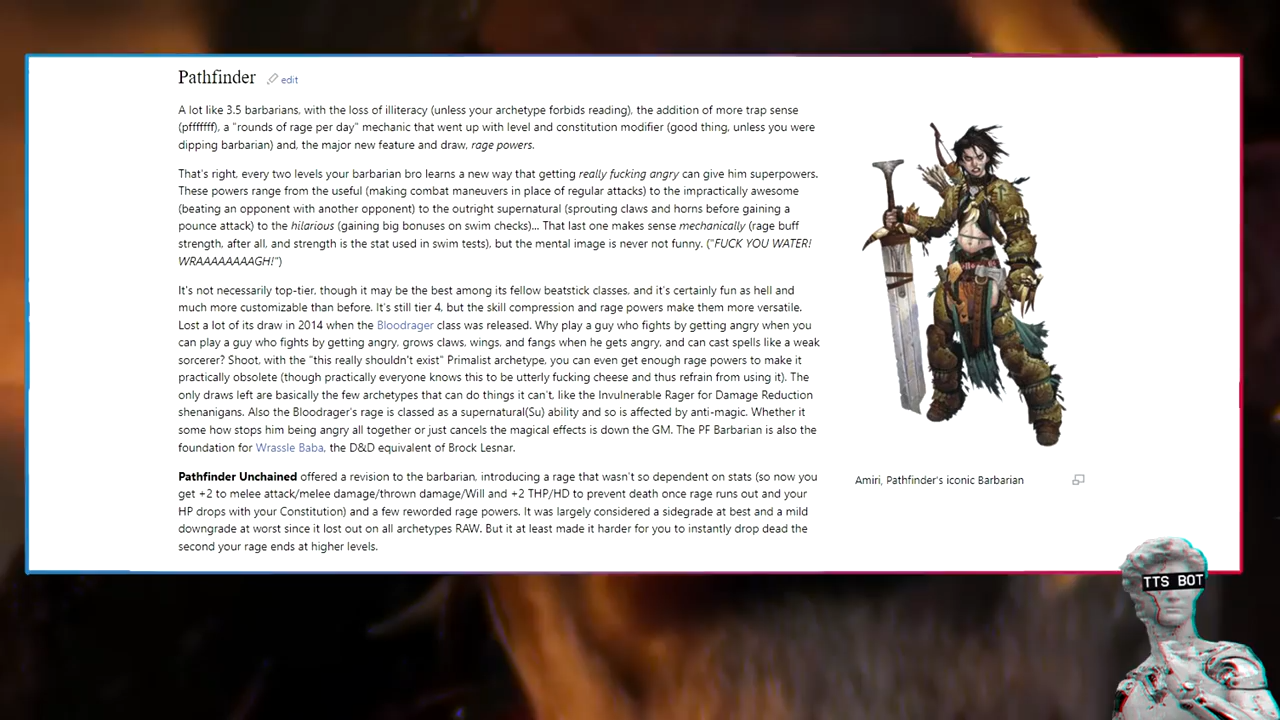 Pathfinder edit
A lot like 3.5 barbarians, with the loss of illiteracy (unless your archetype forbids reading), the addition of more trap sense
(pfffffff), a "rounds of rage per day" mechanic that went up with level and constitution modifier (good thing, unless you were
dipping barbarian) and, the major new feature and draw, rage powers.
That's right, every two levels your barbarian bro learns a new way that getting really fucking angry can give him superpowers.
These powers range from the useful (making combat maneuvers in place of regular attacks) to the impractically awesome
(beating an opponent with another opponent) to the outright supernatural (sprouting claws and horns before gaining a
pounce attack) to the hilarious (gaining big bonuses on swim checks)... That last one makes sense mechanically (rage buff
strength, after all, and strength is the stat used in swim tests), but the mental image is never not funny. ("FUCK YOU WATER!
WRAAAAAAAAGH!")
It's not necessarily top-tier, though it may be the best among its fellow beatstick classes, and it's certainly fun as hell and
much more customizable than before. It's still tier 4, but the skill compression and rage powers make them more versatile.
Lost a lot of its draw in 2014 when the Bloodrager class was released. Why play a guy who fights by getting angry when you
can play a guy who fights by getting angry, grows claws, wings, and fangs when he gets angry, and can cast spells like a weak
sorcerer? Shoot, with the "this really shouldn't exist" Primalist archetype, you can even get enough rage powers to make it
practically obsolete (though practically everyone knows this to be utterly fucking cheese and thus refrain from using it). The
only draws left are basically the few archetypes that can do things it can't, like the Invulnerable Rager for Damage Reduction
shenanigans. Also the Bloodrager's rage is classed as a supernatural(Su) ability and so is affected by anti-magic. Whether it
some how stops him being angry all together or just cancels the magical effects is down the GM. The PF Barbarian is also the
foundation for Wrassle Baba, the D&D equivalent of Brock Lesnar.
Pathfinder Unchained offered a revision to the barbarian, introducing a rage that wasn't so dependent on stats (so now you
get +2 to melee attack/melee damage/thrown damage/Will and +2 THP/HD to prevent death once rage runs out and your
HP drops with your Constitution) and a few reworded rage powers. It was largely considered a sidegrade at best and a mild
downgrade at worst since it lost out on all archetypes RAW. But it at least made it harder for you to instantly drop dead the
second your rage ends at higher levels.
Amiri, Pathfinder's iconic Barbarian
TTS BOT